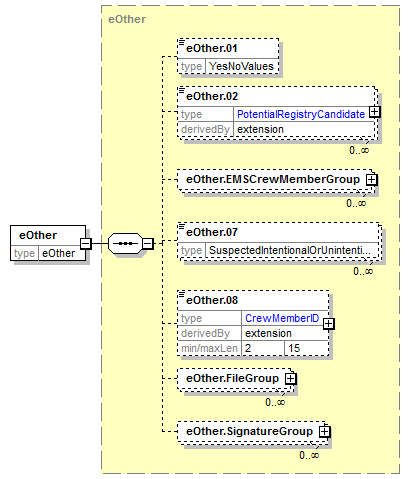 eOther
eOther.01
type YesNoValues
eOther.02
type PotentialRegistryCandidate
derivedBy extension
0..∞
eOther.EMSCrewMemberGroup
0..∞
eOther.07
type SuspectedIntentionalOrUnintenti...
0..∞
eOther
type eOther
eOther.08
type CrewMemberID
derivedBy extension
min/maxLen 2 15
eOther.FileGroup
0..∞
eOther.SignatureGroup
0..∞